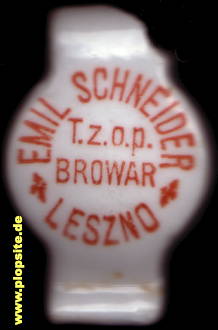 EMIL SCHNEIDER
T.z.o.p.
BROWAR
LESZNO
www.plopsite.de